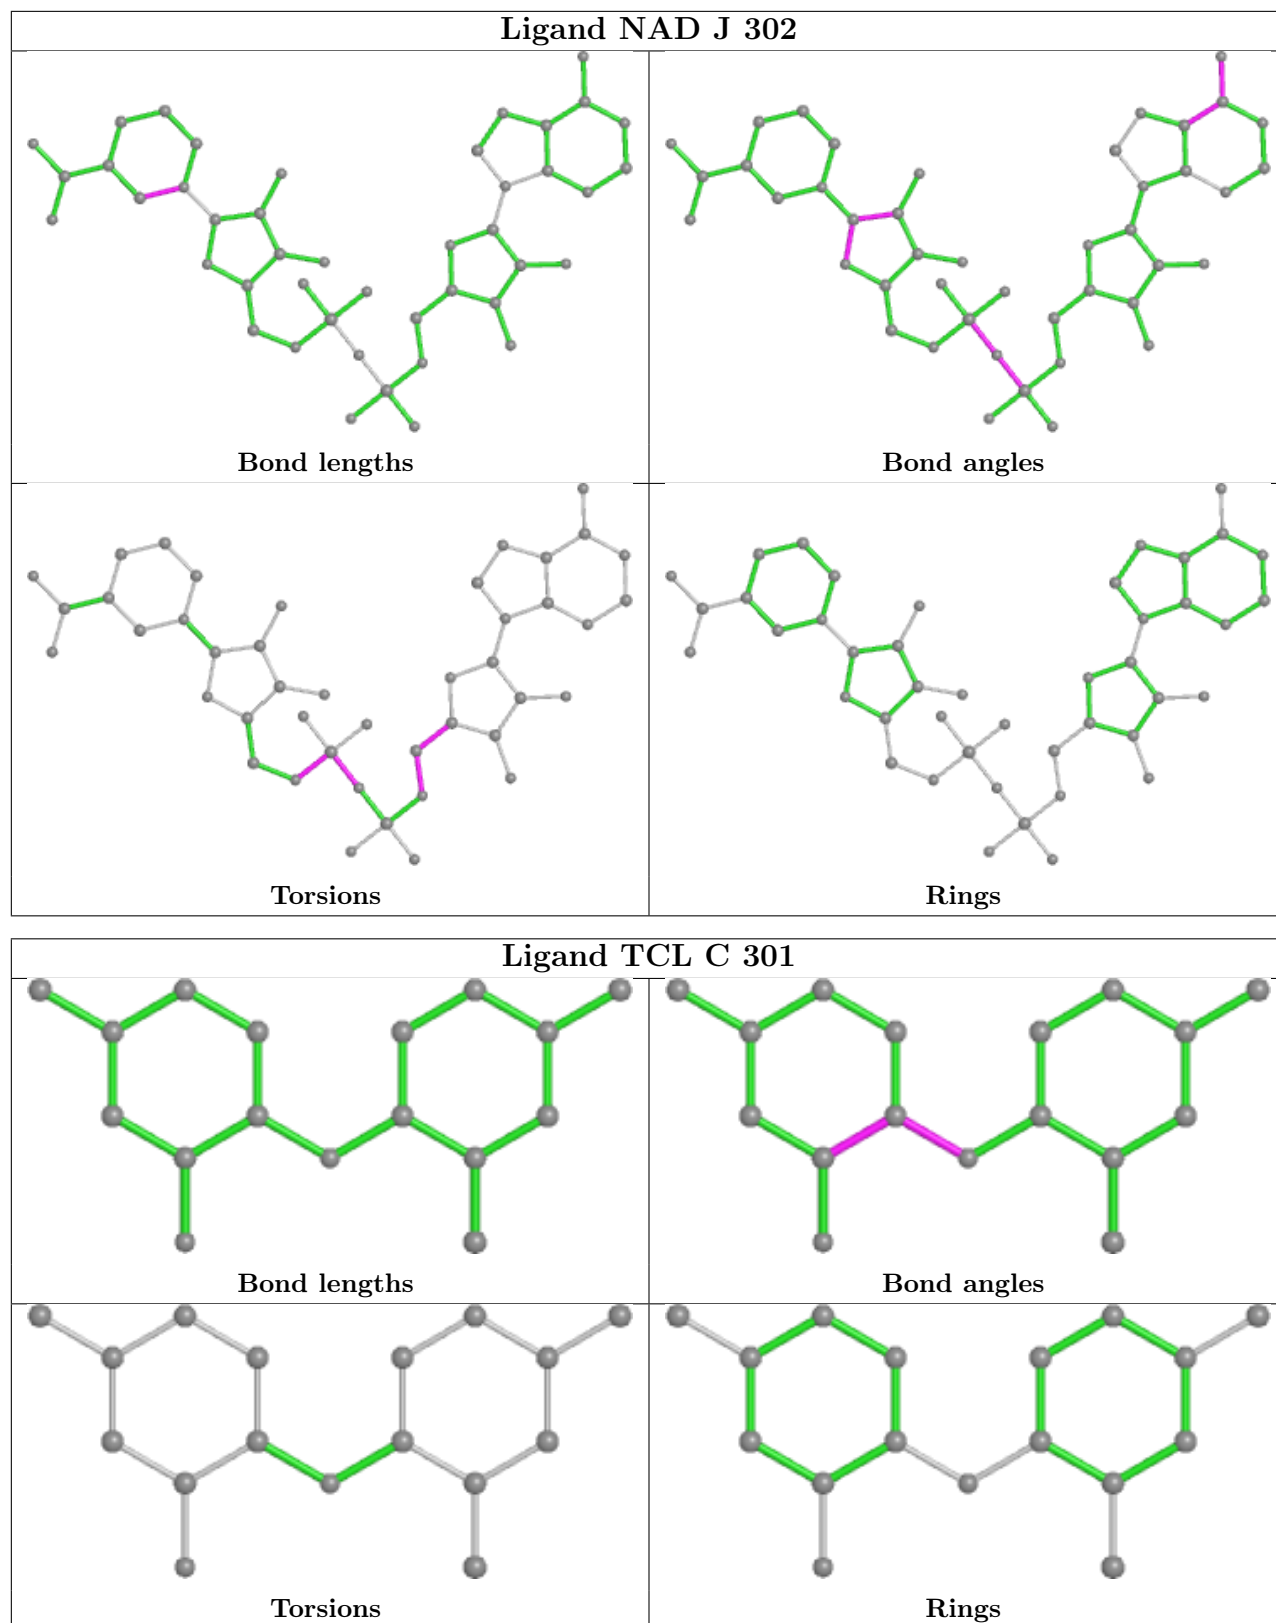 Ligand NAD J 302
Bond lengths
Bond angles
Torsions
Rings
Ligand TCL C 301
Bond lengths
Bond angles
Torsions
Rings